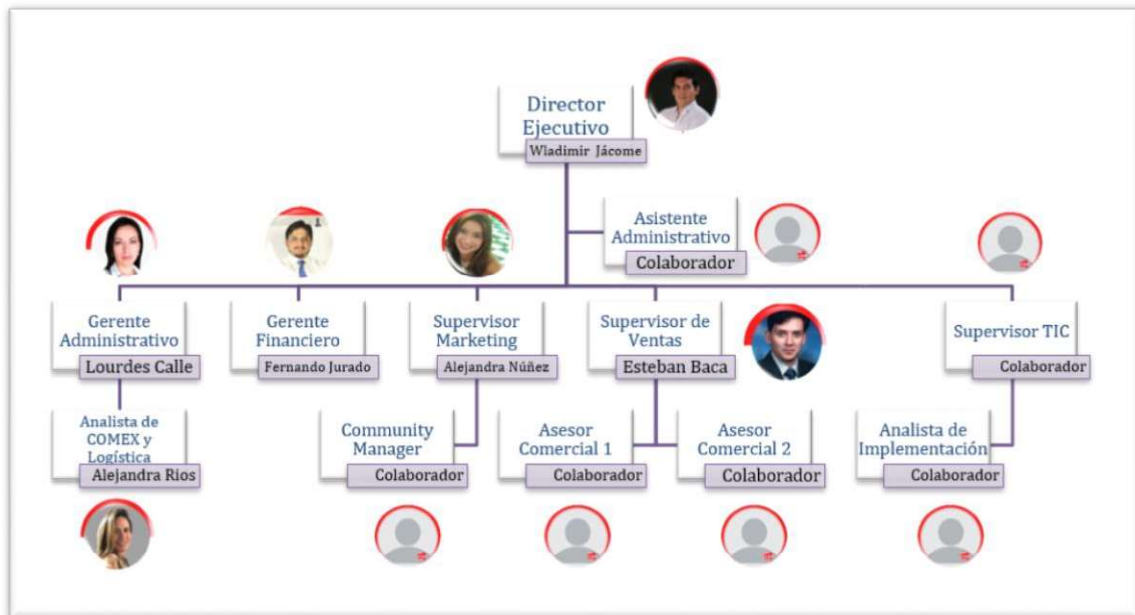 Director
Ejecutivo
Wladimir Jácome
Asistente
Administrativo
Colaborador
Gerente
Administrativo
Lourdes Calle
Gerente
Financiero
Fernando Jurado
Supervisor
Marketing
Alejandra Núñez
Supervisor de
Ventas
Esteban Baca
Supervisor TIC
Colaborador
Analista de
COMEX y
Logística
Alejandra Rios
Community
Manager
Colaborador
Asesor
Comercial 1
Colaborador
Asesor
Comercial 2
Colaborador
Analista de
Implementación
Colaborador